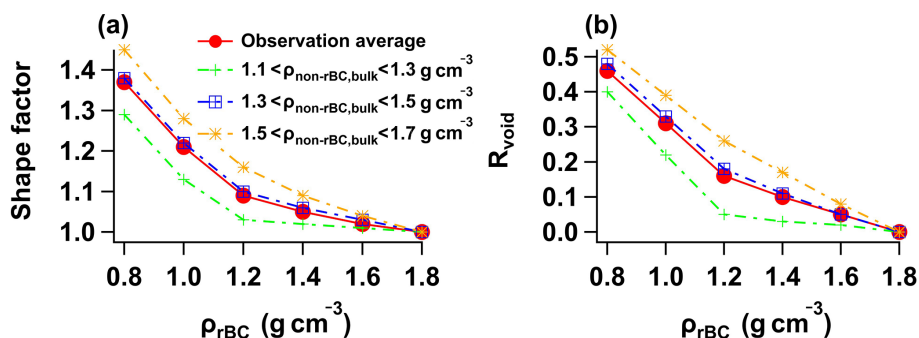 (a)
Shape factor
1.4
1.3
1.2
1.1
1.0
0.8 1.0 1.2 1.4 1.6 1.8
ρrBC (g cm⁻³)
Observation average
1.1 <ρnon-rBC,bulk<1.3 g cm⁻³
1.3 <ρnon-rBC,bulk<1.5 g cm⁻³
1.5 <ρnon-rBC,bulk<1.7 g cm⁻³
(b)
Rvoid
0.5
0.4
0.3
0.2
0.1
0.0
0.8 1.0 1.2 1.4 1.6 1.8
ρrBC (g cm⁻³)